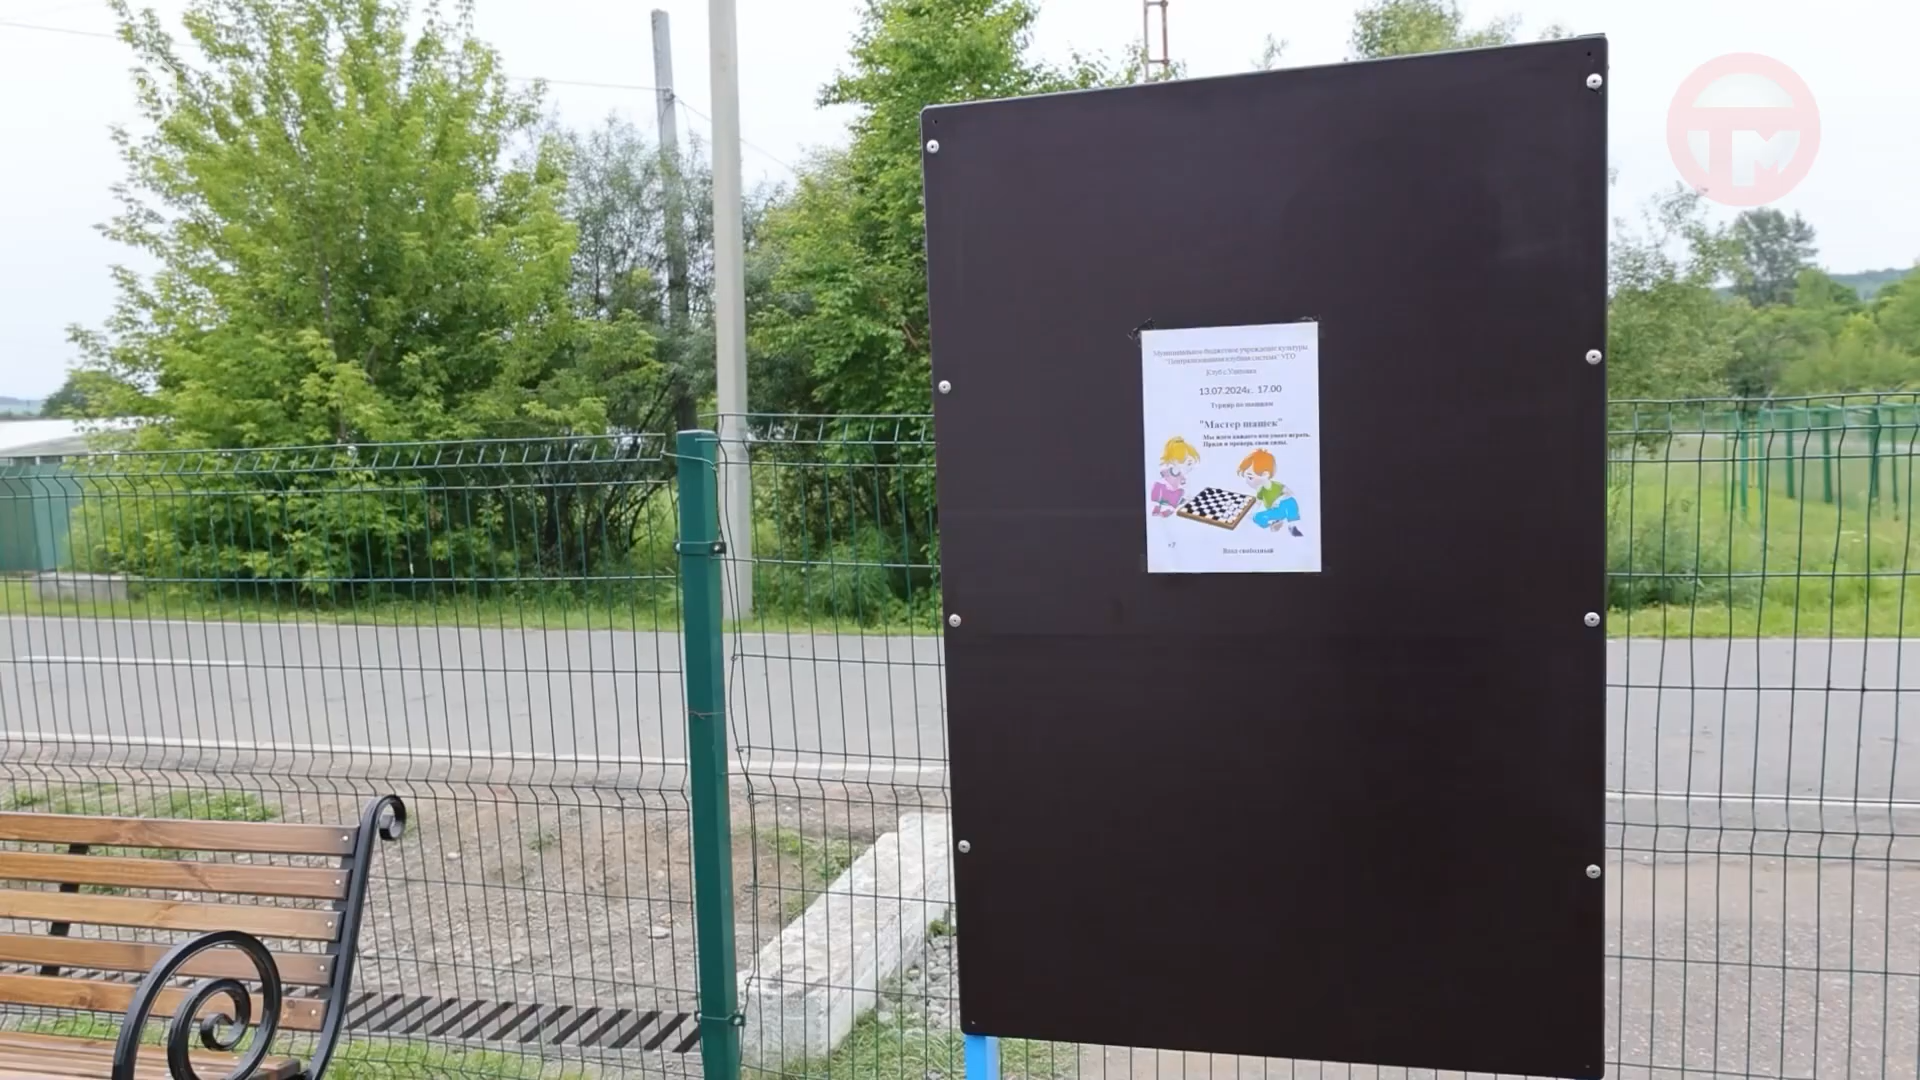 Муниципальное бюджетное учреждение культуры
"Централизованная клубная система" УГО
Клуб с.
13.07.2024г. 17.00
Турнир по шашкам
"Мастер шашек"
Мы ждем каждого кто умеет играть.
Приди и проверь свои силы.
Вход свободный
ТМ